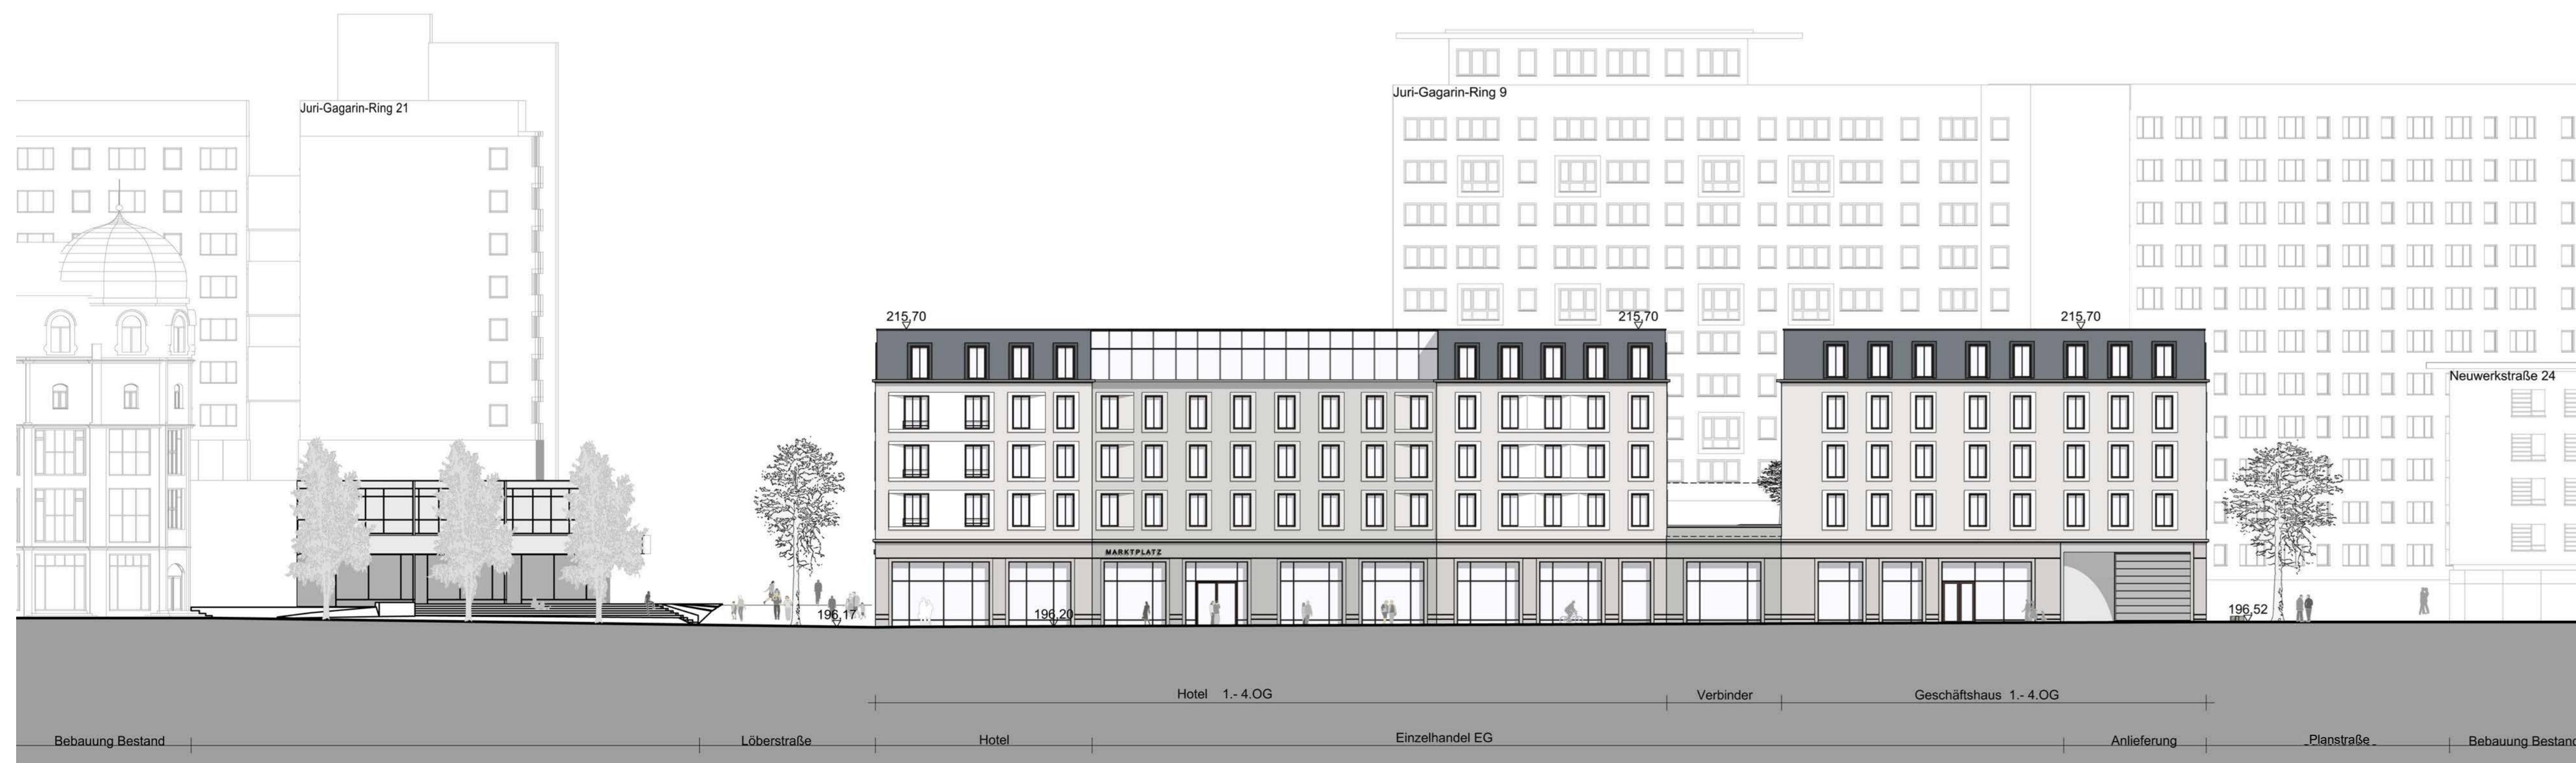 Juri-Gagarin-Ring 21
Juri-Gagarin-Ring 9
215,70
215,70
215,70
Neuwerkstraße 24
MARKTPLATZ
196,17
196,20
196,52
Hotel 1.- 4.OG
Verbinder
Geschäftshaus 1.- 4.OG
Bebauung Bestand
Löberstraße
Hotel
Einzelhandel EG
Anlieferung
Planstraße
Bebauung Bestand